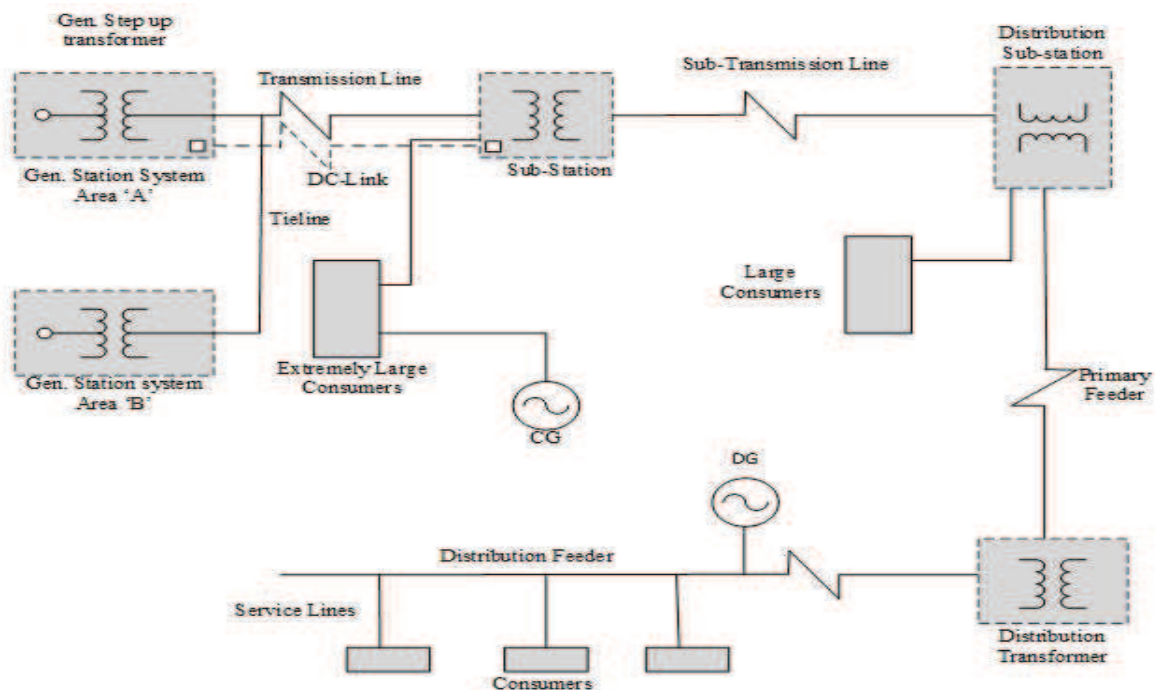 Gen. Step up
transformer
Transmission Line
Sub-Transmission Line
Distribution
Sub-station
Gen. Station System
Area ‘A’
DC-Link
Sub-Station
Tieline
Large
Consumers
Gen. Station system
Area ‘B’
Extremely Large
Consumers
CG
Primary
Feeder
DG
Distribution Feeder
Service Lines
Consumers
Distribution
Transformer